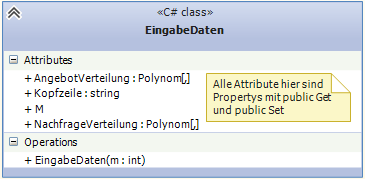 «C# class»
EingabeDaten
Attributes
+ AngebotVerteilung : Polynom[,]
+ Kopfzeile : string
+ M
+ NachfrageVerteilung : Polynom[,]
Alle Attribute hier sind
Propertys mit public Get
und public Set
Operations
+ EingabeDaten(m : int)